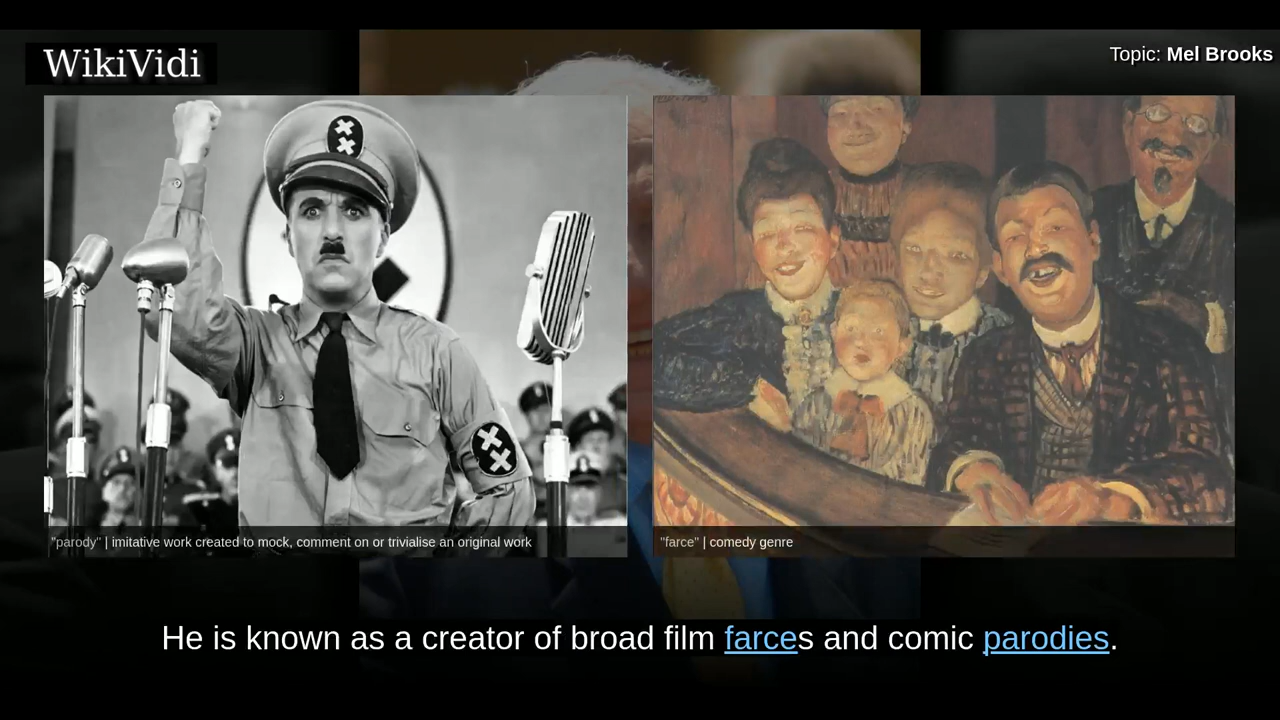 WikiVidi
Topic: Mel Brooks
"parody" | imitative work created to mock, comment on or trivialise an original work
"farce" | comedy genre
He is known as a creator of broad film farces and comic parodies.